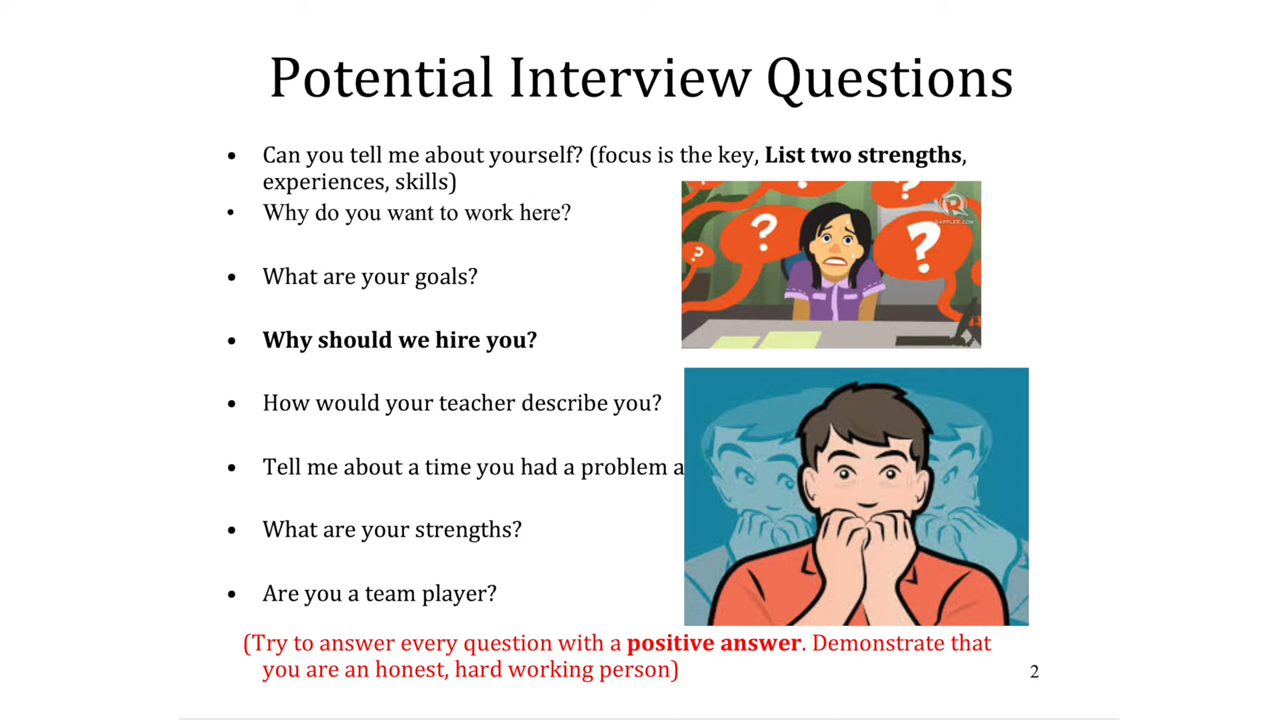 Potential Interview Questions
• Can you tell me about yourself? (focus is the key, List two strengths,
experiences, skills)
• Why do you want to work here?
• What are your goals?
• Why should we hire you?
• How would your teacher describe you?
• Tell me about a time you had a problem a
• What are your strengths?
• Are you a team player?
(Try to answer every question with a positive answer. Demonstrate that
you are an honest, hard working person)
2
? ? ? ? ?
R
RAPPLER.COM